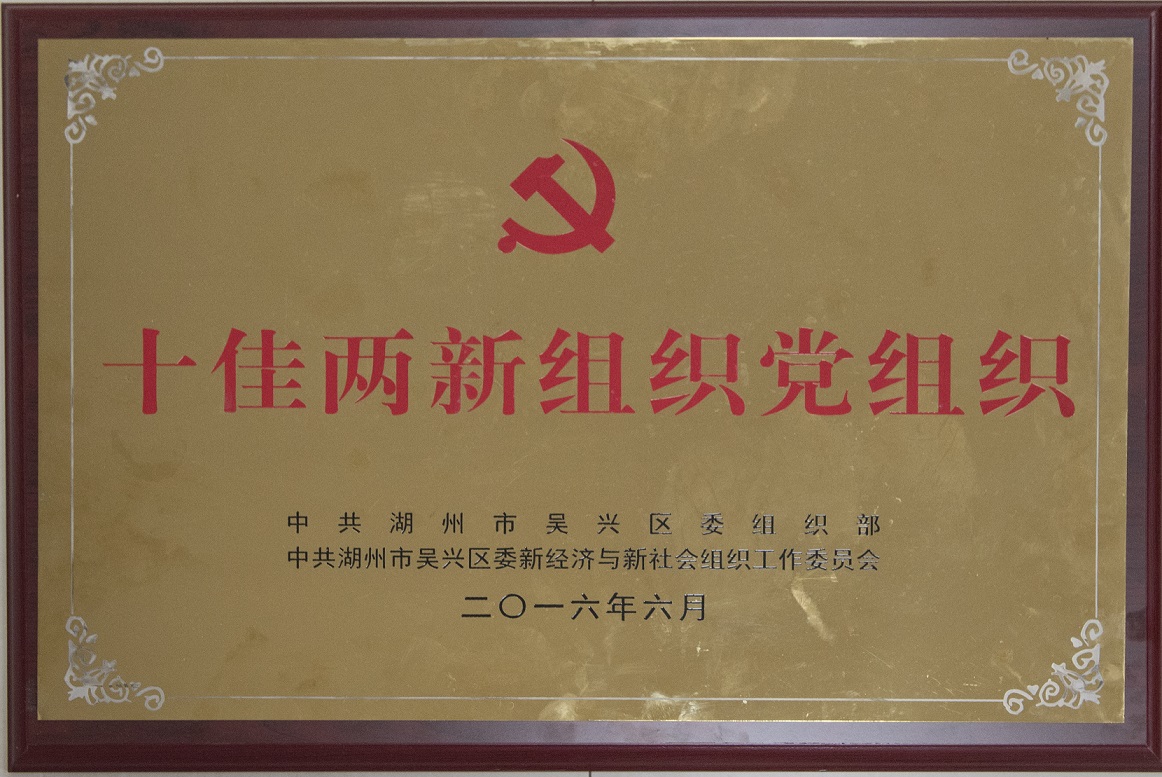 十佳两新组织党组织
中共湖州市吴兴区委组织部
中共湖州市吴兴区委新经济与新社会组织工作委员会
二〇一六年六月